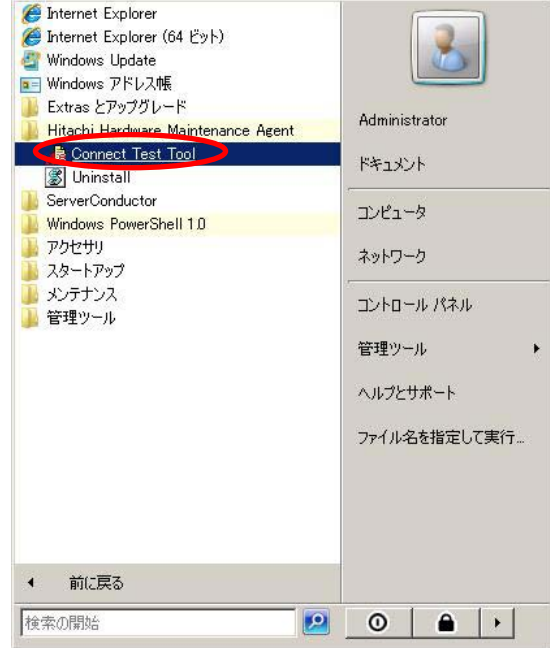 Internet Explorer
Internet Explorer (64 ビット)
Windows Update
Windows アドレス帳
Extras とアップグレード
Hitachi Hardware Maintenance Agent
Connect Test Tool
Uninstall
ServerConductor
Windows PowerShell 1.0
アクセサリ
スタートアップ
メンテナンス
管理ツール
前に戻る
検索の開始
Administrator
ドキュメント
コンピュータ
ネットワーク
コントロール パネル
管理ツール
ヘルプとサポート
ファイル名を指定して実行...